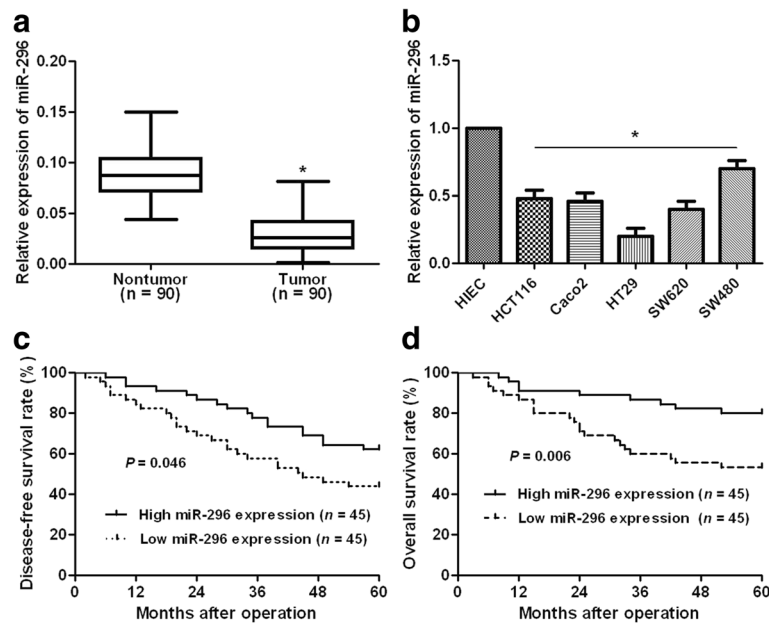 a
Relative expression of miR-296
0.20
0.15
0.10
0.05
0.00
*
Nontumor
(n = 90)
Tumor
(n = 90)
b
Relative expression of miR-296
1.5
1.0
0.5
0.0
*
HIEC
HCT116
Caco2
HT29
SW620
SW480
c
Disease-free survival rate (%)
100
80
60
40
20
0
P = 0.046
High miR-296 expression (n = 45)
Low miR-296 expression (n = 45)
0 12 24 36 48 60
Months after operation
d
Overall survival rate (%)
100
80
60
40
20
0
P = 0.006
High miR-296 expression (n = 45)
Low miR-296 expression (n = 45)
0 12 24 36 48 60
Months after operation